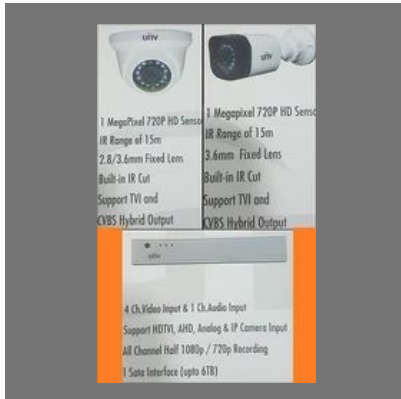 unv
1 MegaPixel 720P HD Senso
IR Range of 15m
2.8/3.6mm Fixed Lens
Built-in IR Cut
Support TVI and
CVBS Hybrid Output
unv
1 Megapixel 720P HD Senso
IR Range of 15m
3.6mm Fixed Lens
Built-in IR Cut
Support TVI and
CVBS Hybrid Output
unv
4 Ch.Video Input & 1 Ch.Audio Input
Support HDTVI, AHD, Analog & IP Camera Input
All Channel Half 1080p / 720p Recording
1 Sata Interface (upto 6TB)